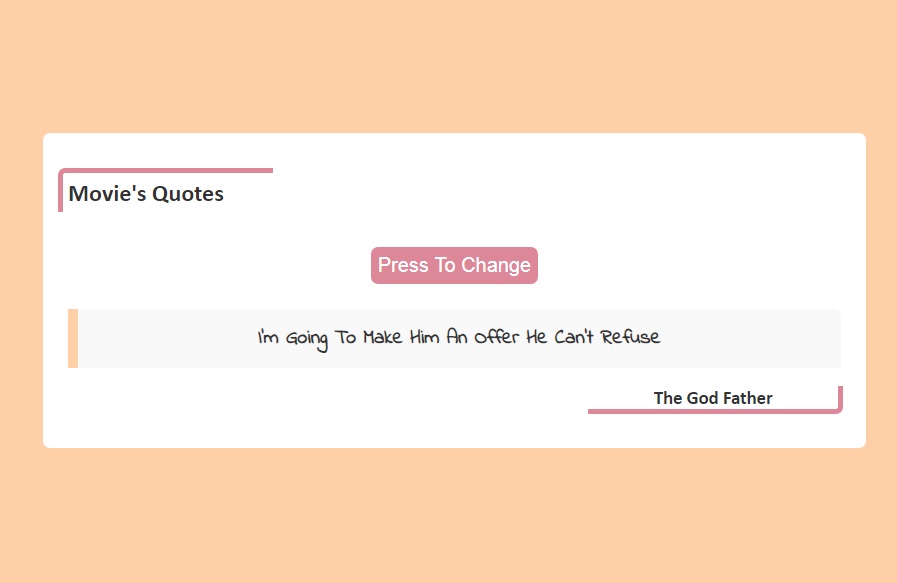 Movie's Quotes
Press To Change
I'm Going To Make Him An Offer He Can't Refuse
The God Father